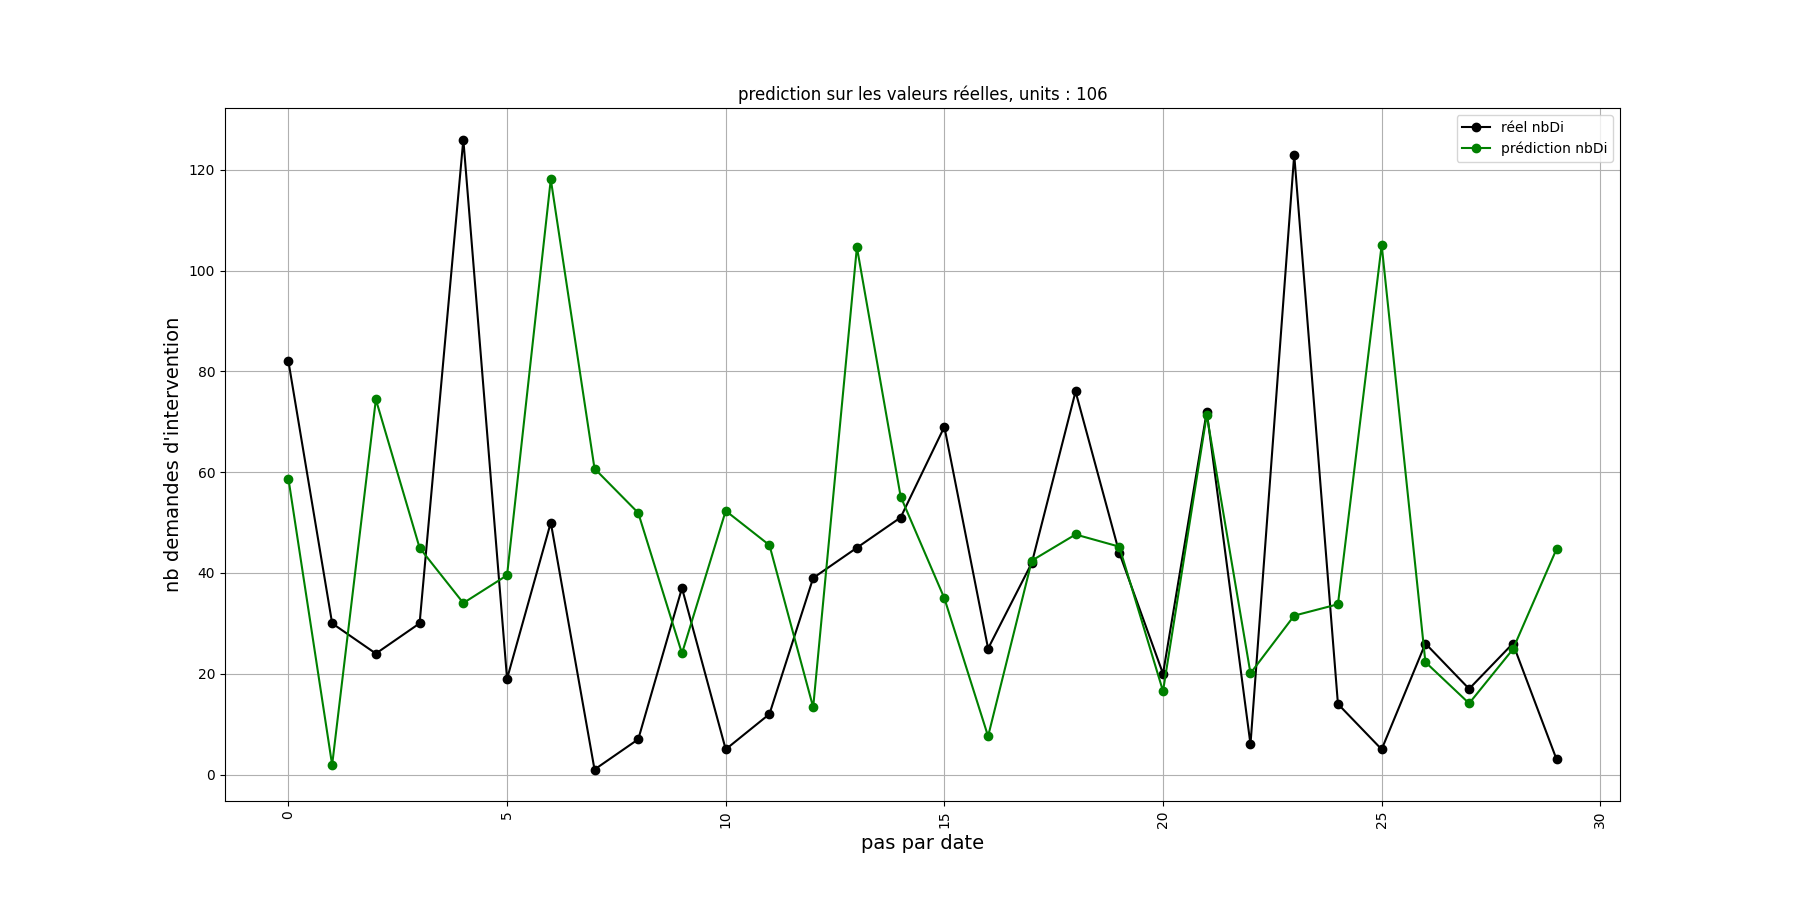 prediction sur les valeurs réelles, units : 106
réel nbDi
prédiction nbDi
nb demandes d'intervention
120
100
80
60
40
20
0
0
5
10
15
20
25
30
pas par date